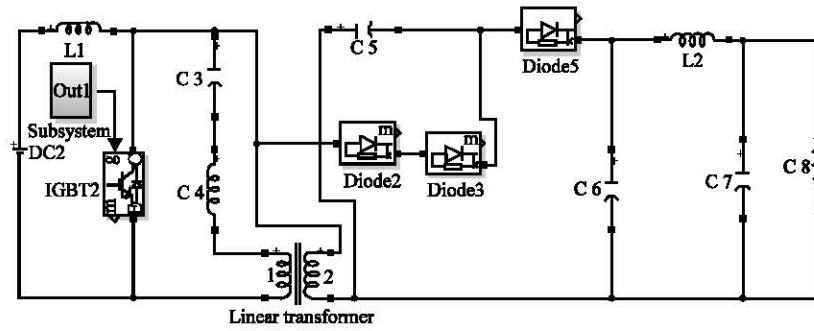 L1
Out1
Subsystem
DC2
IGBT2
g
m
C 3
C 4
C 5
Diode5
m
Diode2
m
Diode3
L2
C 6
C 7
C 8
1
2
Linear transformer